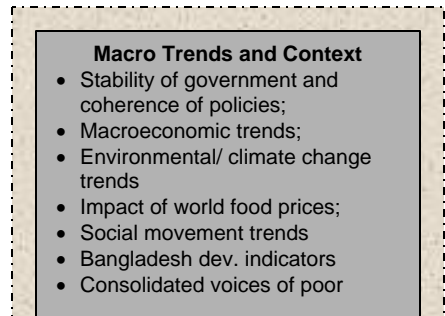 Macro Trends and Context
• Stability of government and
coherence of policies;
• Macroeconomic trends;
• Environmental/ climate change
trends
• Impact of world food prices;
• Social movement trends
• Bangladesh dev. indicators
• Consolidated voices of poor